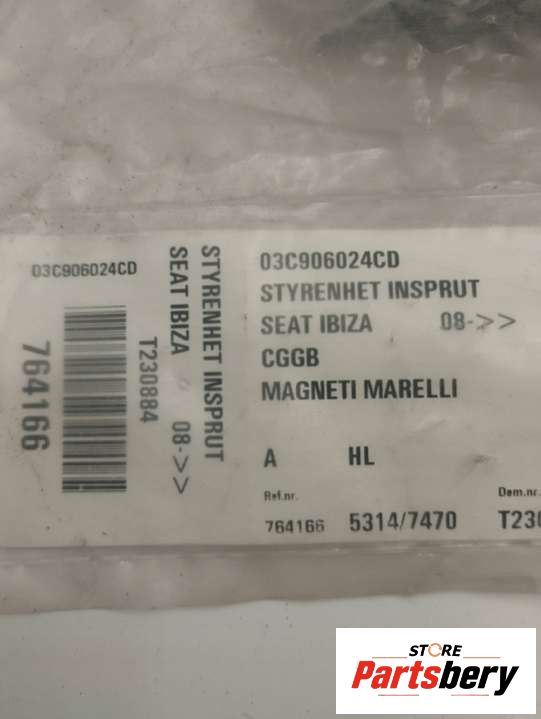 03C906024CD
764166
T230884
SEAT IBIZA 08->>
STYRENHET INSPRUT
03C906024CD
STYRENHET INSPRUT
SEAT IBIZA 08->>
CGGB
MAGNETI MARELLI
A HL
Ref.nr. Dem.nr.
764166 5314/7470 T230
STORE
Partsbery